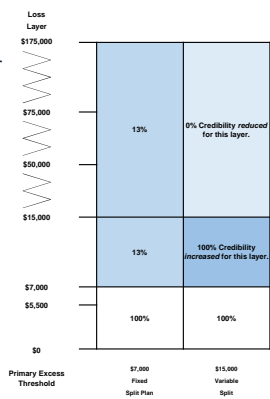 Loss
Layer
$175,000
$75,000
13%
0% Credibility reduced
for this layer.
$50,000
$15,000
13%
100% Credibility
increased for this layer.
$7,000
$5,500
100%
100%
$0
Primary Excess
Threshold
$7,000
Fixed
Split Plan
$15,000
Variable
Split